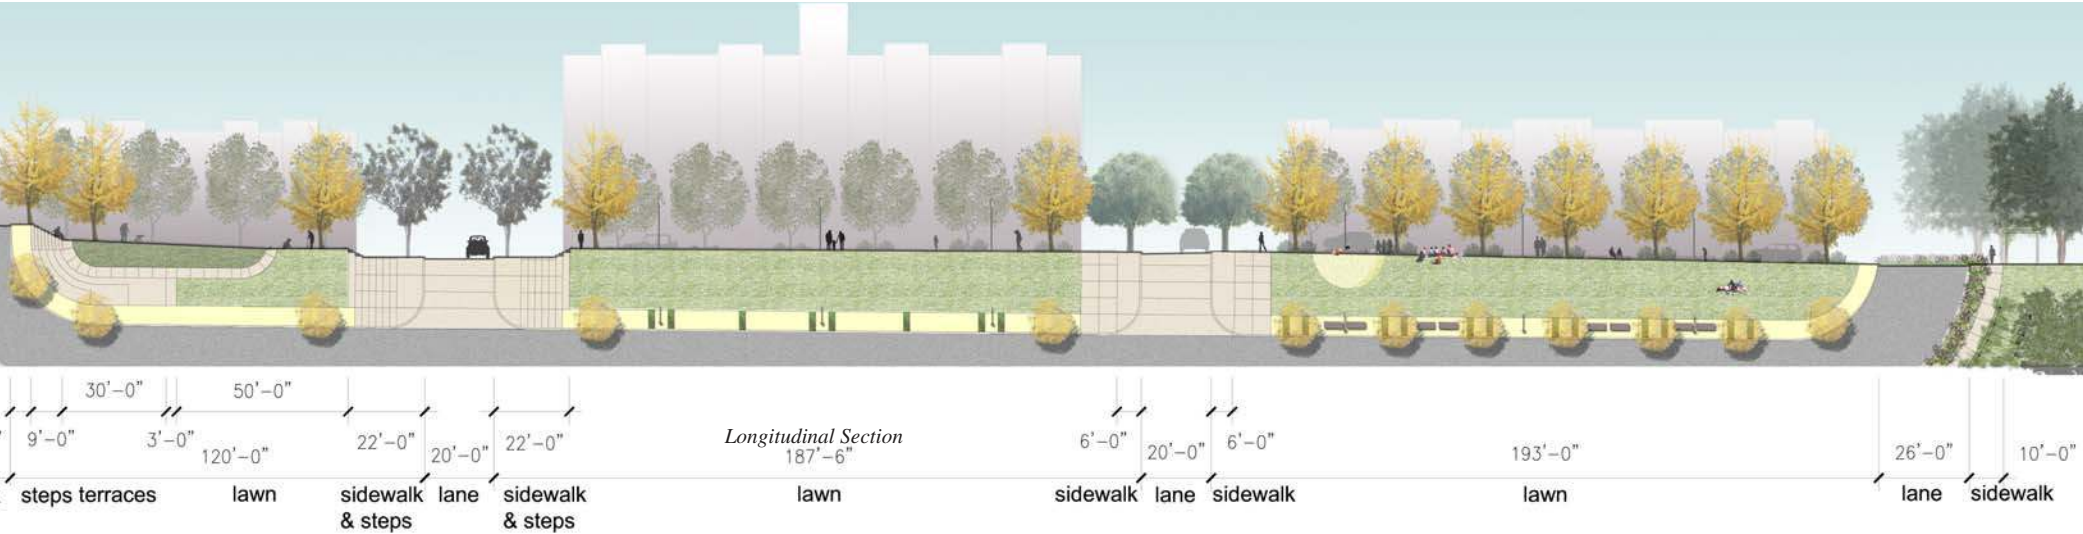 30'-0" 50'-0"
9'-0" 3'-0" 22'-0" 22'-0" Longitudinal Section 6'-0" 6'-0"
120'-0" 20'-0" 187'-6" 20'-0" 193'-0" 26'-0" 10'-0"
steps terraces lawn sidewalk lane sidewalk lawn sidewalk lane sidewalk lawn lane sidewalk
& steps & steps